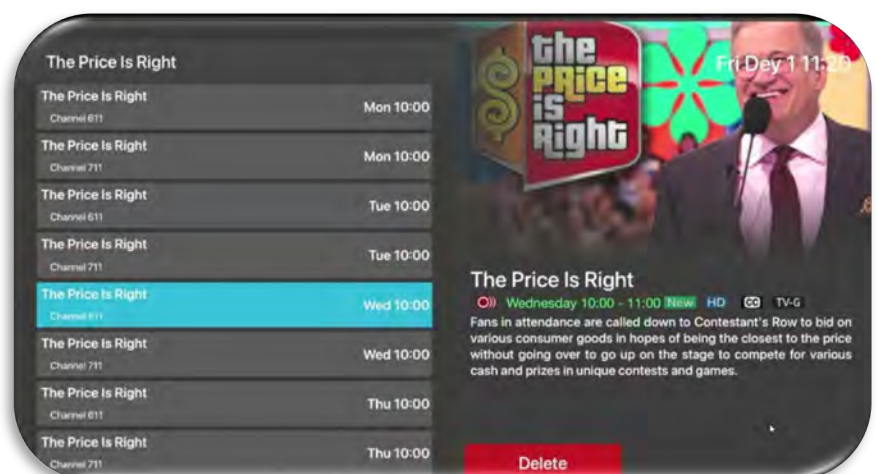 The Price Is Right
The Price Is Right
Channel 611
Mon 10:00
The Price Is Right
Channel 711
Mon 10:00
The Price Is Right
Channel 611
Tue 10:00
The Price Is Right
Channel 711
Tue 10:00
The Price Is Right
Channel 611
Wed 10:00
The Price Is Right
Channel 711
Wed 10:00
The Price Is Right
Channel 611
Thu 10:00
The Price Is Right
Channel 711
Thu 10:00
the
PRice
is
Right
Fri Dey 1 11:20
The Price Is Right
Wednesday 10:00 - 11:00 New HD CC TV-G
Fans in attendance are called down to Contestant's Row to bid on
various consumer goods in hopes of being the closest to the price
without going over to go up on the stage to compete for various
cash and prizes in unique contests and games.
Delete